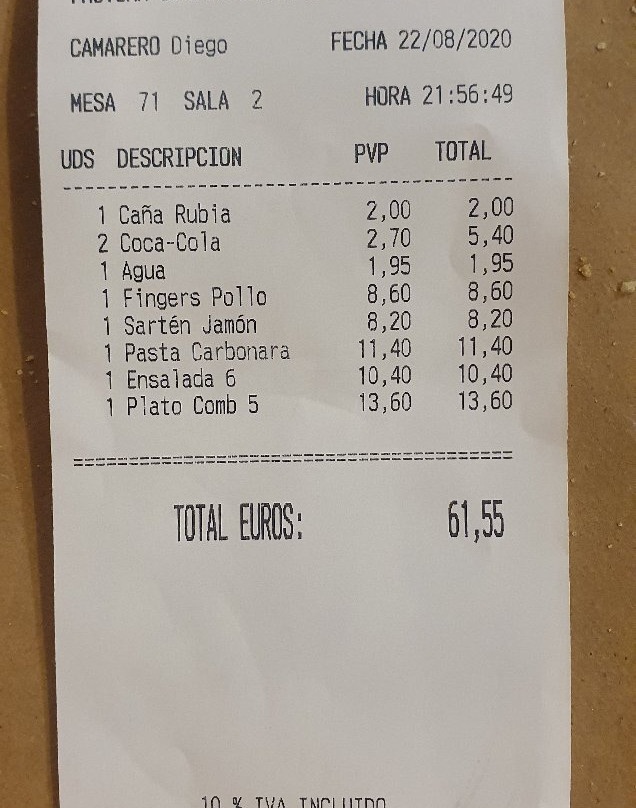 CAMARERO Diego FECHA 22/08/2020
MESA 71 SALA 2 HORA 21:56:49
UDS DESCRIPCION PVP TOTAL
1 Caña Rubia 2,00 2,00
2 Coca-Cola 2,70 5,40
1 Agua 1,95 1,95
1 Fingers Pollo 8,60 8,60
1 Sartén Jamón 8,20 8,20
1 Pasta Carbonara 11,40 11,40
1 Ensalada 6 10,40 10,40
1 Plato Comb 5 13,60 13,60
TOTAL EUROS: 61,55
10 % IVA INCLUIDO